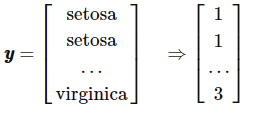 setosa 1
setosa 1
y = ... ⇒ ...
virginica 3